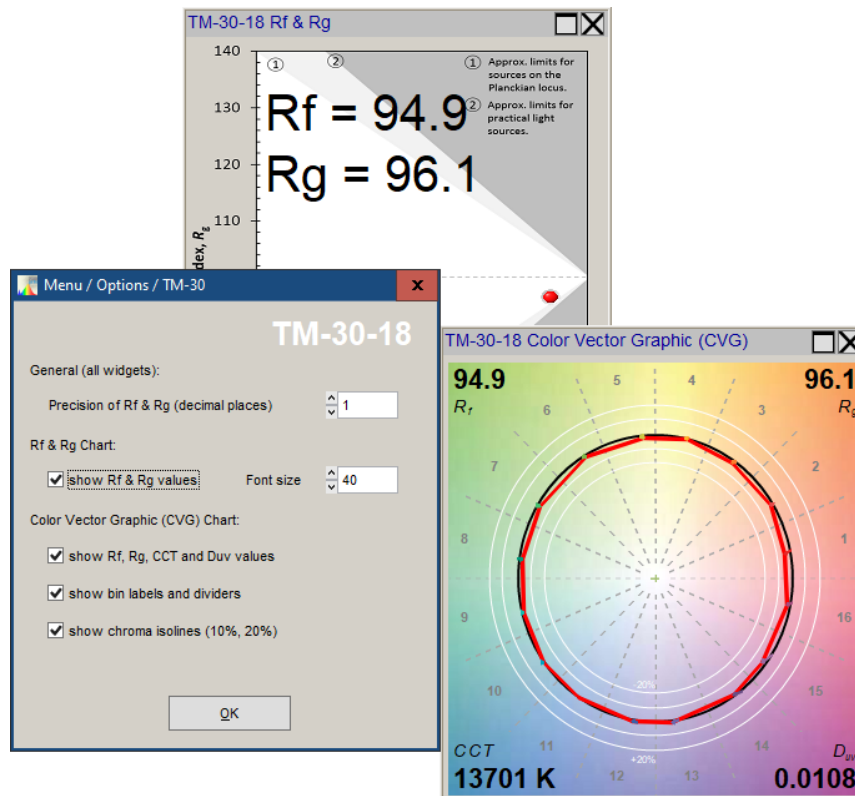 TM-30-18 Rf & Rg
140
130
120
110
① Approx. limits for
sources on the
Planckian locus.
② Approx. limits for
practical light
sources.
①
②
Rf = 94.9
Rg = 96.1
dex, Rg
Menu / Options / TM-30
x
TM-30-18
General (all widgets):
Precision of Rf & Rg (decimal places)
1
Rf & Rg Chart:
show Rf & Rg values
Font size
40
Color Vector Graphic (CVG) Chart:
show Rf, Rg, CCT and Duv values
show bin labels and dividers
show chroma isolines (10%, 20%)
OK
TM-30-18 Color Vector Graphic (CVG)
94.9
Rf
96.1
Rg
5
4
6
3
7
2
8
1
9
16
10
15
11
14
12
13
-20%
+20%
CCT
13701 K
Duv
0.0108